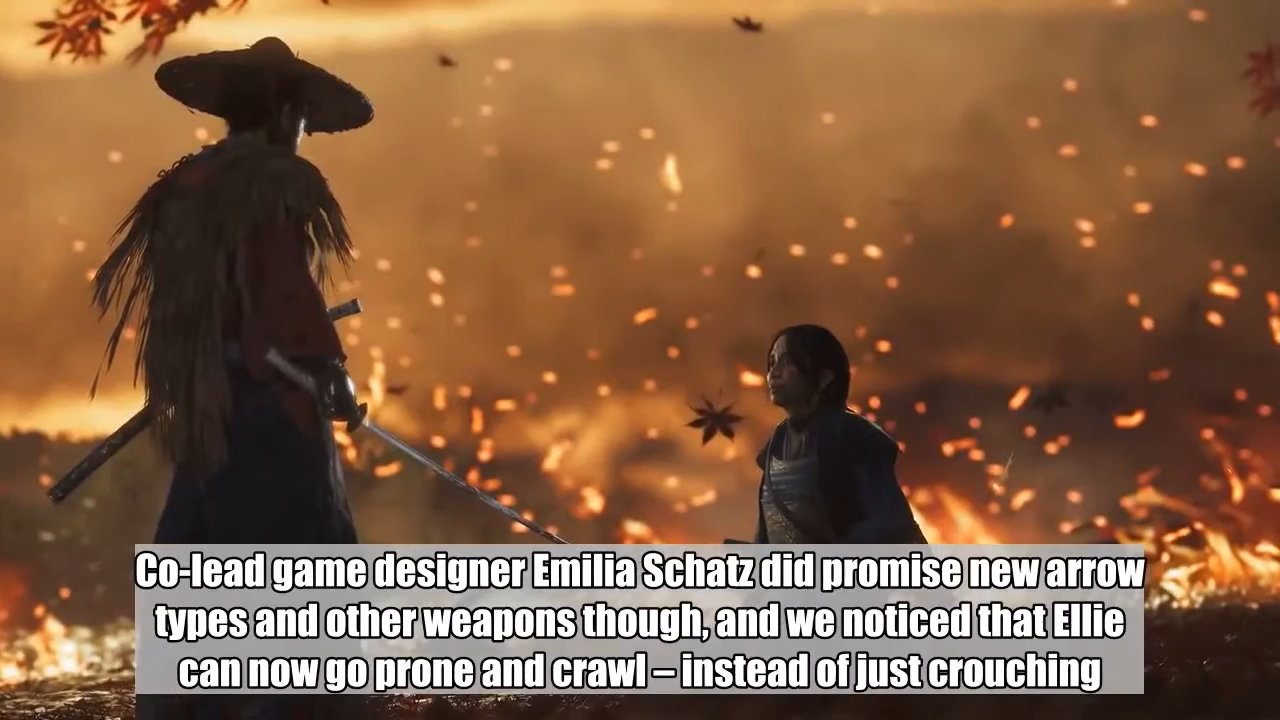 Co-lead game designer Emilia Schatz did promise new arrow
types and other weapons though, and we noticed that Ellie
can now go prone and crawl – instead of just crouching